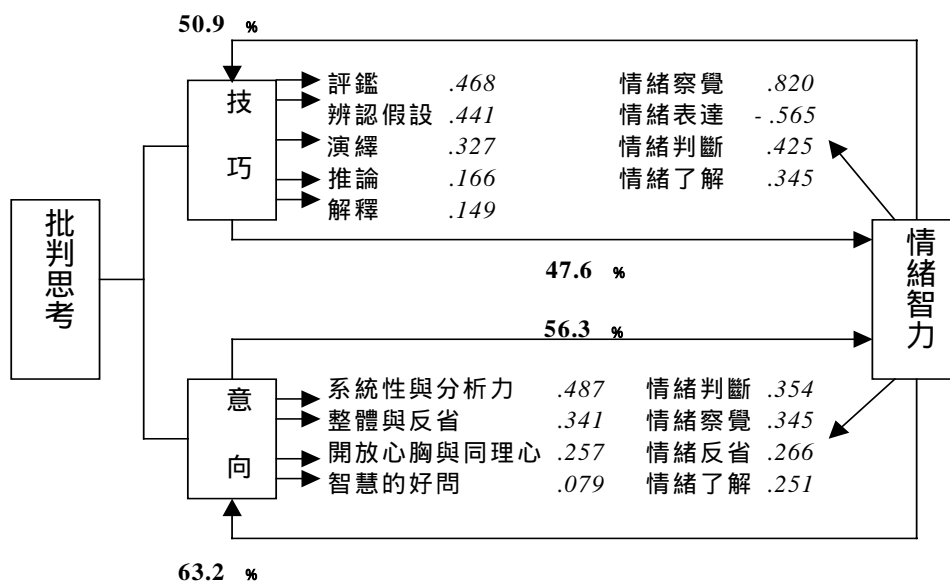 50.9 %
技巧
評鑑 .468 情緒察覺 .820
辨認假設 .441 情緒表達 -.565
演繹 .327 情緒判斷 .425
推論 .166 情緒了解 .345
解釋 .149
批判思考
情緒智力
47.6 %
56.3 %
意向
系統性與分析力 .487 情緒判斷 .354
整體與反省 .341 情緒察覺 .345
開放心胸與同理心 .257 情緒反省 .266
智慧的好問 .079 情緒了解 .251
63.2 %